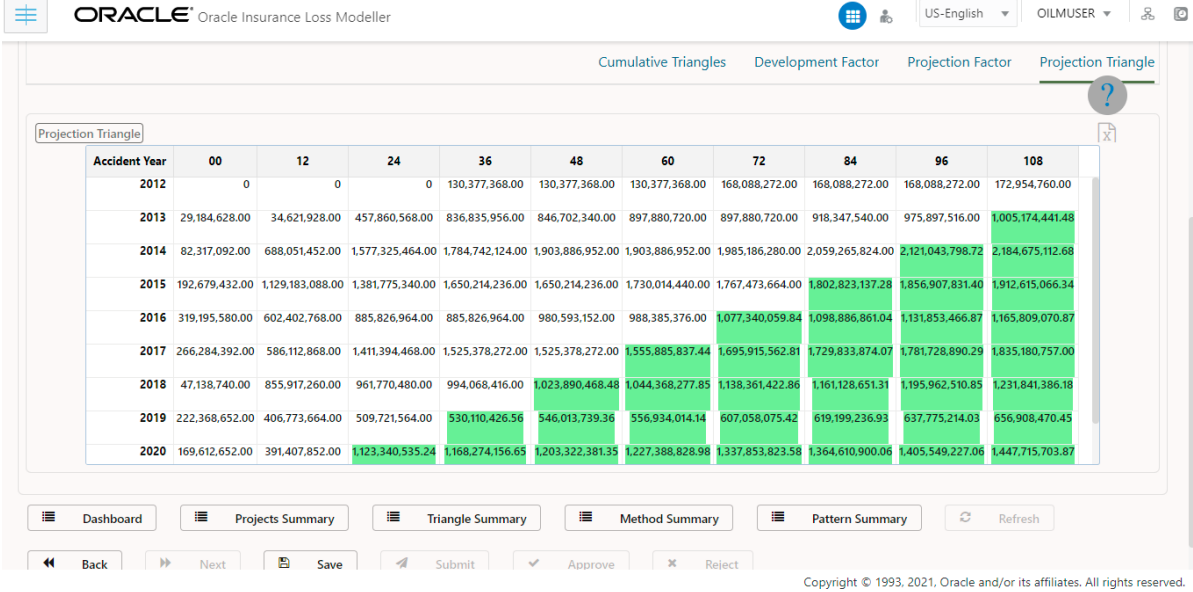 ORACLE® Oracle Insurance Loss Modeller US-English OILMUSER
Cumulative Triangles Development Factor Projection Factor Projection Triangle
?
Projection Triangle
Accident Year 00 12 24 36 48 60 72 84 96 108
2012 0 0 0 130,377,368.00 130,377,368.00 130,377,368.00 168,088,272.00 168,088,272.00 168,088,272.00 172,954,760.00
2013 29,184,628.00 34,621,928.00 457,860,568.00 836,835,956.00 846,702,340.00 897,880,720.00 897,880,720.00 918,347,540.00 975,897,516.00 1,005,174,441.48
2014 82,317,092.00 688,051,452.00 1,577,325,464.00 1,784,742,124.00 1,903,886,952.00 1,903,886,952.00 1,985,186,280.00 2,059,265,824.00 2,121,043,798.72 2,184,675,112.68
2015 192,679,432.00 1,129,183,088.00 1,381,775,340.00 1,650,214,236.00 1,650,214,236.00 1,730,014,440.00 1,767,473,664.00 1,802,823,137.28 1,856,907,831.40 1,912,615,066.34
2016 319,195,580.00 602,402,768.00 885,826,964.00 885,826,964.00 980,593,152.00 988,385,376.00 1,077,340,059.84 1,098,886,861.04 1,131,853,466.87 1,165,809,070.87
2017 266,284,392.00 586,112,868.00 1,411,394,468.00 1,525,378,272.00 1,525,378,272.00 1,555,885,837.44 1,695,915,562.81 1,729,833,874.07 1,781,728,890.29 1,835,180,757.00
2018 47,138,740.00 855,917,260.00 961,770,480.00 994,068,416.00 1,023,890,468.48 1,044,368,277.85 1,138,361,422.86 1,161,128,651.31 1,195,962,510.85 1,231,841,386.18
2019 222,368,652.00 406,773,664.00 509,721,564.00 530,110,426.56 546,013,739.36 556,934,014.14 607,058,075.42 619,199,236.93 637,775,214.03 656,908,470.45
2020 169,612,652.00 391,407,852.00 1,123,340,535.24 1,168,274,156.65 1,203,322,381.35 1,227,388,828.98 1,337,853,823.58 1,364,610,900.06 1,405,549,227.06 1,447,715,703.87
Dashboard Projects Summary Triangle Summary Method Summary Pattern Summary Refresh
Back Next Save Submit Approve Reject
Copyright © 1993, 2021, Oracle and/or its affiliates. All rights reserved.